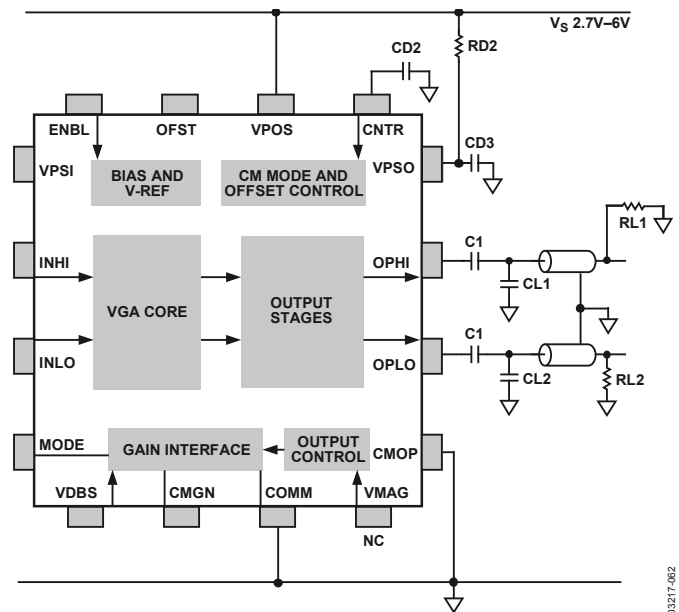 VS 2.7V–6V
CD2
RD2
ENBL
OFST
VPOS
CNTR
VPSI
BIAS AND
V-REF
CM MODE AND
OFFSET CONTROL
VPSO
CD3
RL1
INHI
VGA CORE
OUTPUT
STAGES
OPHI
C1
CL1
INLO
OPLO
C1
CL2
RL2
MODE
GAIN INTERFACE
OUTPUT
CONTROL
CMOP
VDBS
CMGN
COMM
VMAG
NC
03217-062